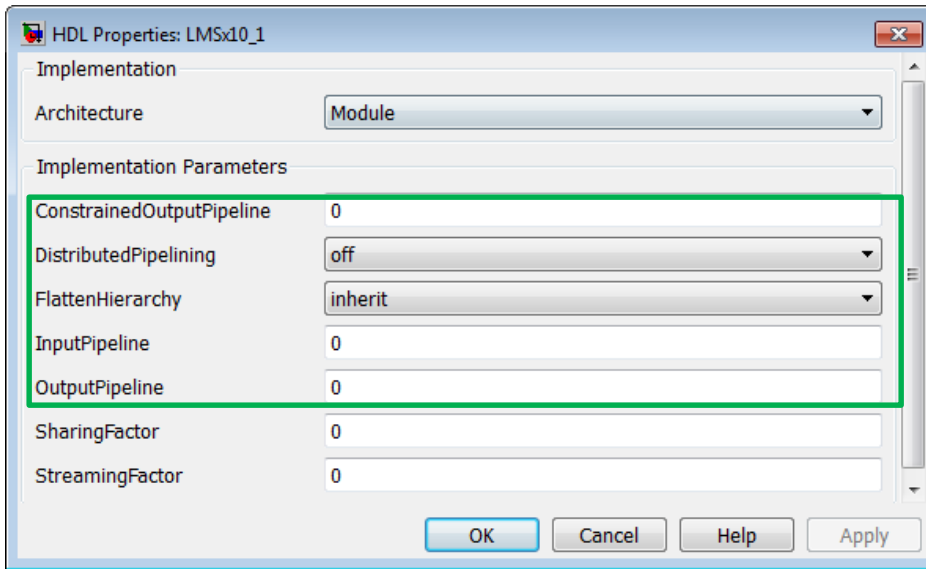 HDL Properties: LMSx10_1
Implementation
Architecture Module
Implementation Parameters
ConstrainedOutputPipeline 0
DistributedPipelining off
FlattenHierarchy inherit
InputPipeline 0
OutputPipeline 0
SharingFactor 0
StreamingFactor 0
OK Cancel Help Apply